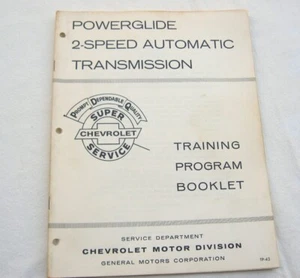 POWERGLIDE
2-SPEED AUTOMATIC
TRANSMISSION
PROMPT DEPENDABLE QUALITY
SUPER
CHEVROLET
SERVICE
TRAINING
PROGRAM
BOOKLET
SERVICE DEPARTMENT
CHEVROLET MOTOR DIVISION
GENERAL MOTORS CORPORATION